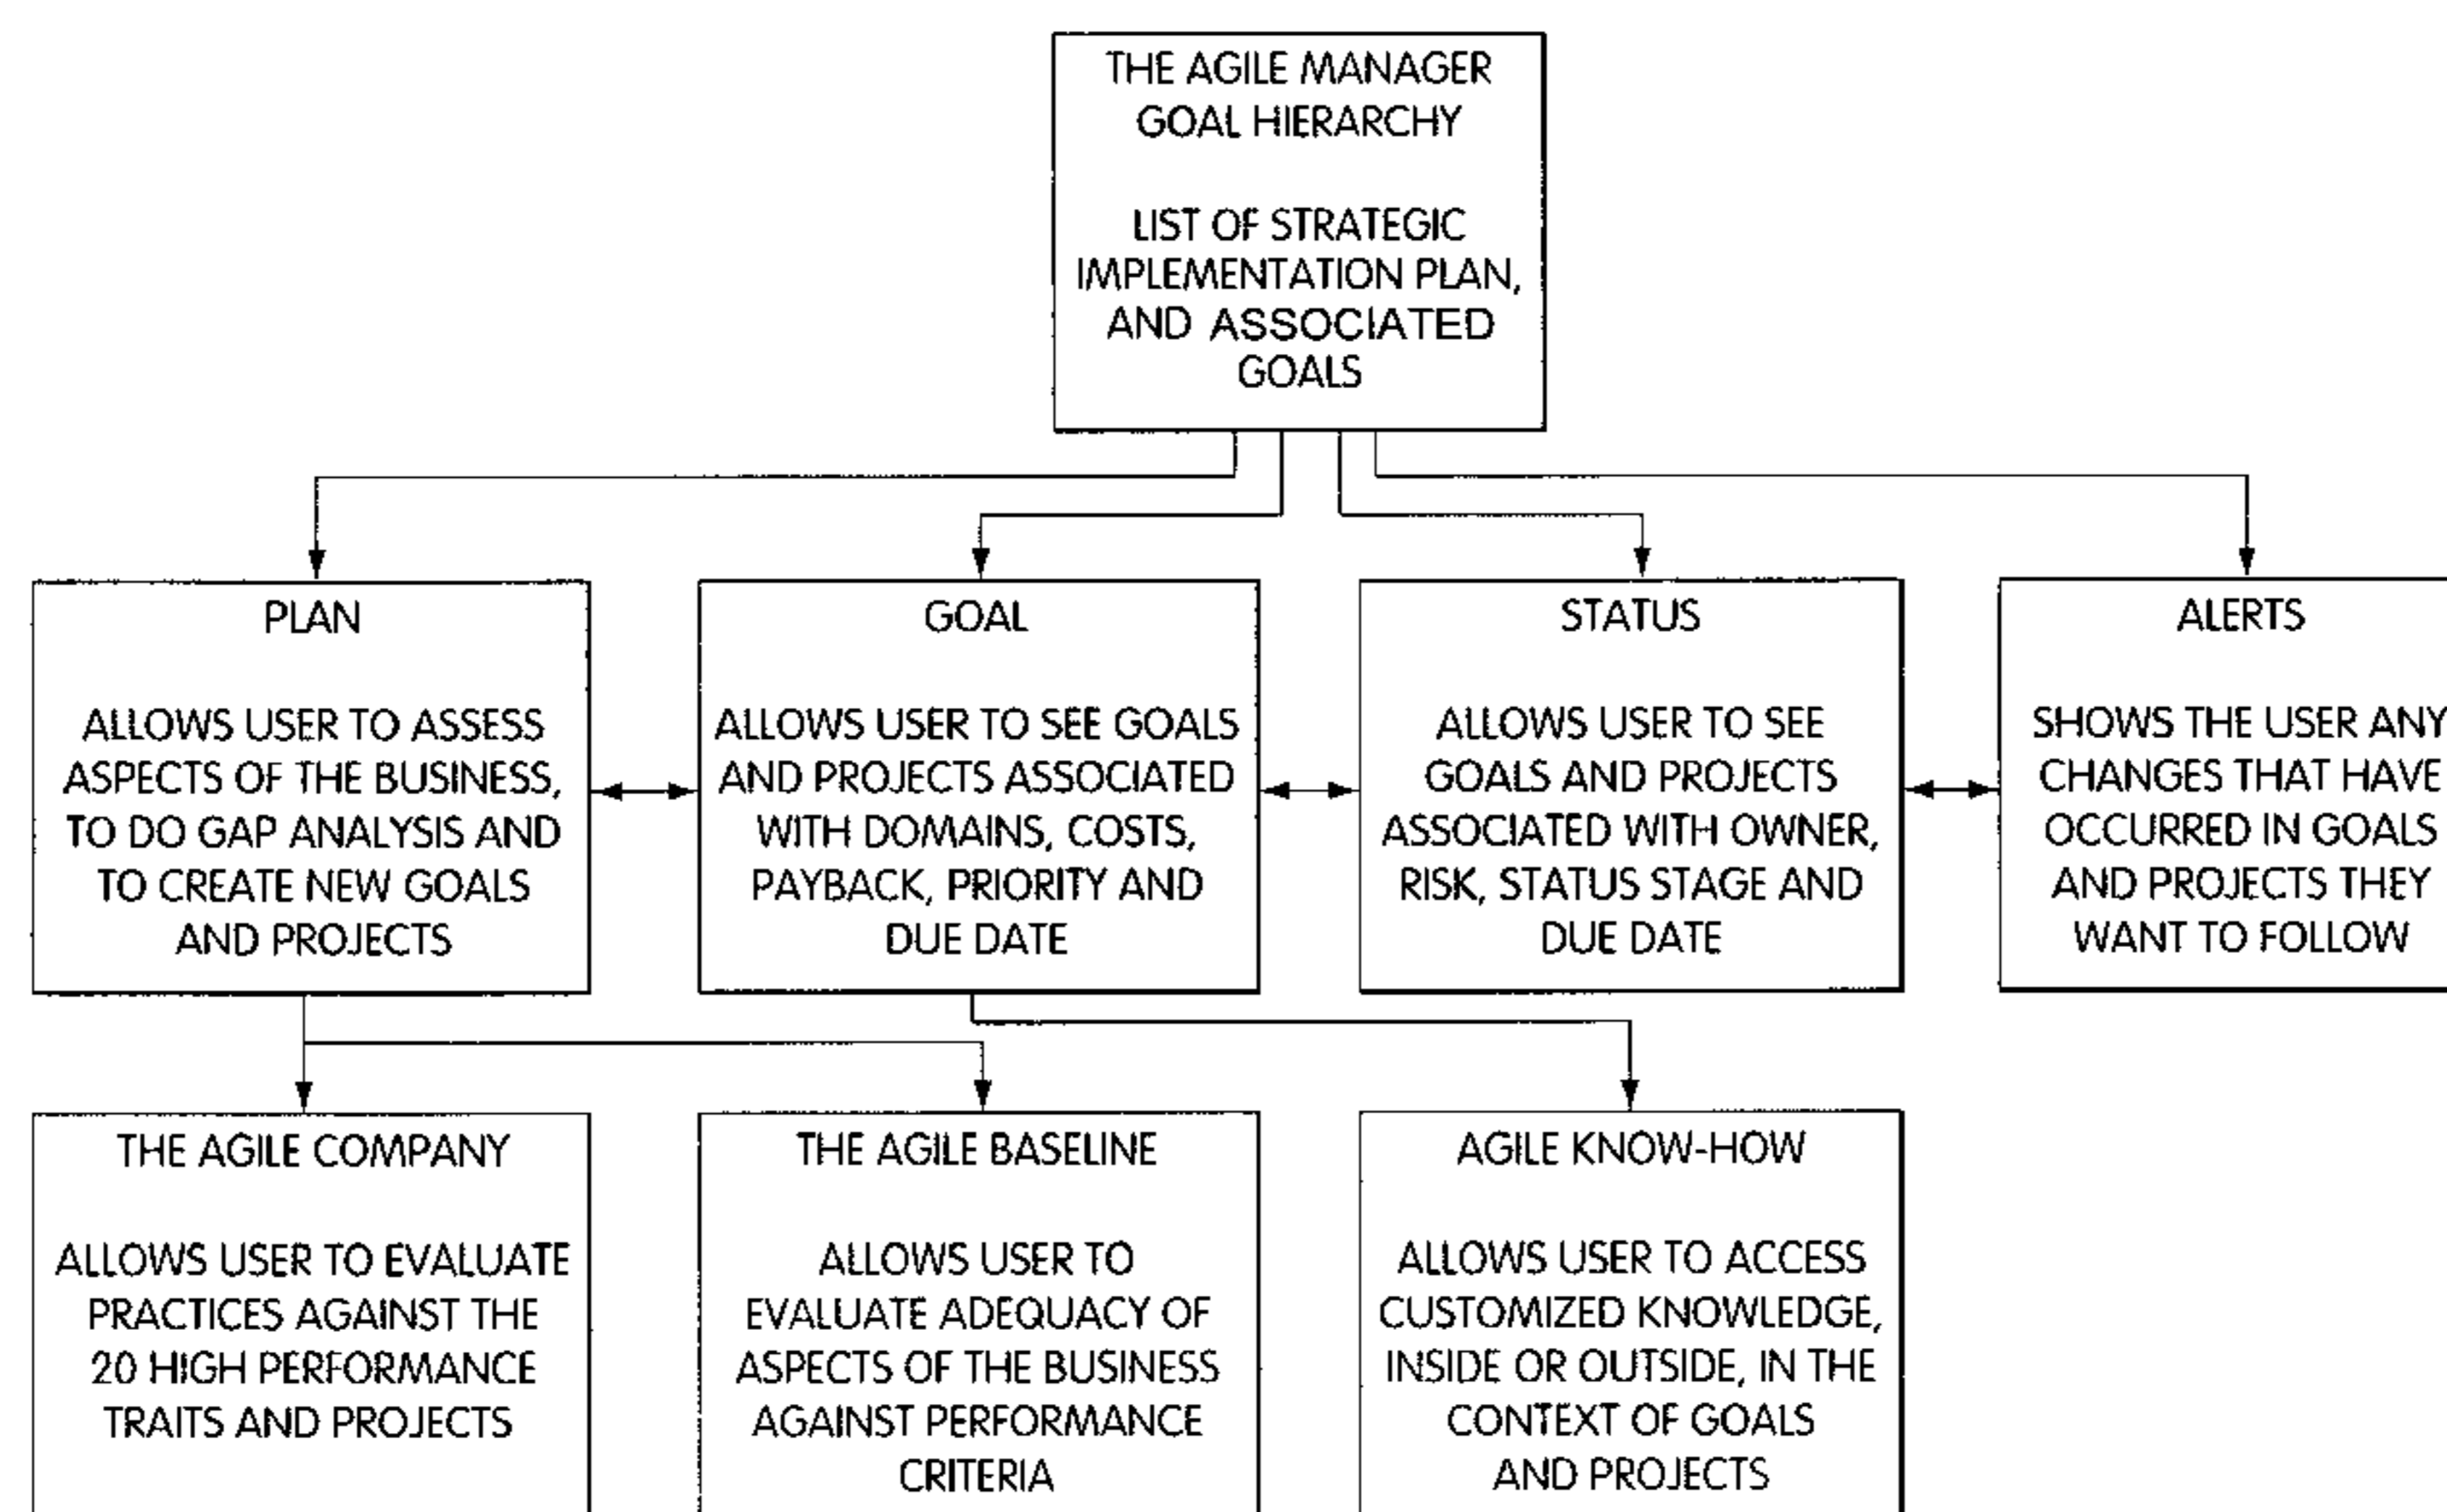 THE AGILE MANAGER
GOAL HIERARCHY
LIST OF STRATEGIC
IMPLEMENTATION PLAN,
AND ASSOCIATED
GOALS
PLAN
ALLOWS USER TO ASSESS
ASPECTS OF THE BUSINESS,
TO DO GAP ANALYSIS AND
TO CREATE NEW GOALS
AND PROJECTS
GOAL
ALLOWS USER TO SEE GOALS
AND PROJECTS ASSOCIATED
WITH DOMAINS, COSTS,
PAYBACK, PRIORITY AND
DUE DATE
STATUS
ALLOWS USER TO SEE
GOALS AND PROJECTS
ASSOCIATED WITH OWNER,
RISK, STATUS STAGE AND
DUE DATE
ALERTS
SHOWS THE USER ANY
CHANGES THAT HAVE
OCCURRED IN GOALS
AND PROJECTS THEY
WANT TO FOLLOW
THE AGILE COMPANY
ALLOWS USER TO EVALUATE
PRACTICES AGAINST THE
20 HIGH PERFORMANCE
TRAITS AND PROJECTS
THE AGILE BASELINE
ALLOWS USER TO
EVALUATE ADEQUACY OF
ASPECTS OF THE BUSINESS
AGAINST PERFORMANCE
CRITERIA
AGILE KNOW-HOW
ALLOWS USER TO ACCESS
CUSTOMIZED KNOWLEDGE,
INSIDE OR OUTSIDE, IN THE
CONTEXT OF GOALS
AND PROJECTS